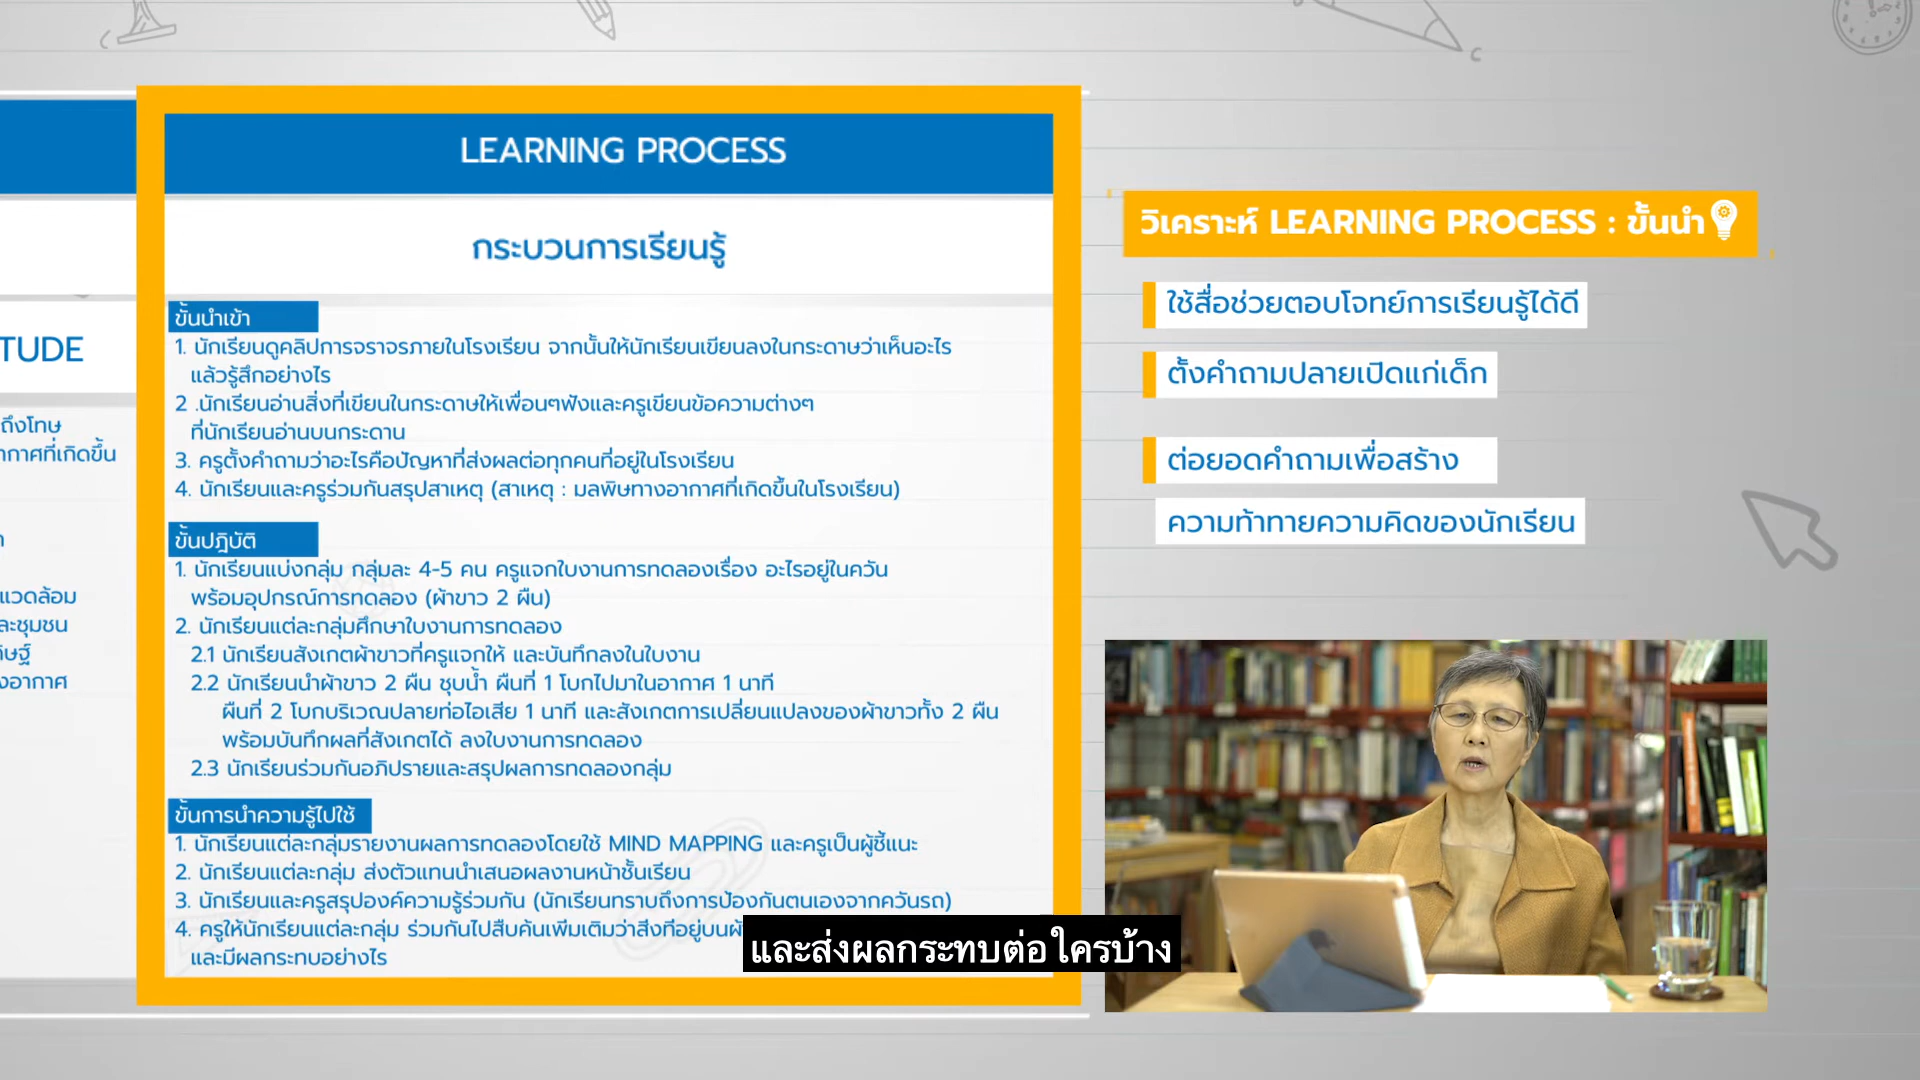 LEARNING PROCESS
กระบวนการเรียนรู้
ขั้นนำเข้า
1. นักเรียนดูคลิปการจราจรภายในโรงเรียน จากนั้นให้นักเรียนเขียนลงในกระดาษว่าเห็นอะไร
แล้วรู้สึกอย่างไร
2 .นักเรียนอ่านสิ่งที่เขียนในกระดาษให้เพื่อนๆฟังและครูเขียนข้อความต่างๆ
ที่นักเรียนอ่านบนกระดาน
3. ครูตั้งคำถามว่าอะไรคือปัญหาที่ส่งผลต่อทุกคนที่อยู่ในโรงเรียน
4. นักเรียนและครูร่วมกันสรุปสาเหตุ (สาเหตุ : มลพิษทางอากาศที่เกิดขึ้นในโรงเรียน)
ขั้นปฎิบัติ
1. นักเรียนแบ่งกลุ่ม กลุ่มละ 4-5 คน ครูแจกใบงานการทดลองเรื่อง อะไรอยู่ในควัน
พร้อมอุปกรณ์การทดลอง (ผ้าขาว 2 ผืน)
2. นักเรียนแต่ละกลุ่มศึกษาใบงานการทดลอง
2.1 นักเรียนสังเกตผ้าขาวที่ครูแจกให้ และบันทึกลงในใบงาน
2.2 นักเรียนนำผ้าขาว 2 ผืน ชุบน้ำ ผืนที่ 1 โบกไปมาในอากาศ 1 นาที
ผืนที่ 2 โบกบริเวณปลายท่อไอเสีย 1 นาที และสังเกตการเปลี่ยนแปลงของผ้าขาวทั้ง 2 ผืน
พร้อมบันทึกผลที่สังเกตได้ ลงใบงานการทดลอง
2.3 นักเรียนร่วมกันอภิปรายและสรุปผลการทดลองกลุ่ม
ขั้นการนำความรู้ไปใช้
1. นักเรียนแต่ละกลุ่มรายงานผลการทดลองโดยใช้ MIND MAPPING และครูเป็นผู้ชี้แนะ
2. นักเรียนแต่ละกลุ่ม ส่งตัวแทนนำเสนอผลงานหน้าชั้นเรียน
3. นักเรียนและครูสรุปองค์ความรู้ร่วมกัน (นักเรียนทราบถึงการป้องกันตนเองจากควันรถ)
4. ครูให้นักเรียนแต่ละกลุ่ม ร่วมกันไปสืบค้นเพิ่มเติมว่าสิ่งที่อยู่บน
และมีผลกระทบอย่างไร
TUDE
ถึงโทษ
ากาศที่เกิดขึ้น
แวดล้อม
ละชุมชน
งอากาศ
วิเคราะห์ LEARNING PROCESS : ขั้นนำ
ใช้สื่อช่วยตอบโจทย์การเรียนรู้ได้ดี
ตั้งคำถามปลายเปิดแก่เด็ก
ต่อยอดคำถามเพื่อสร้าง
ความท้าทายความคิดของนักเรียน
และส่งผลกระทบต่อใครบ้าง